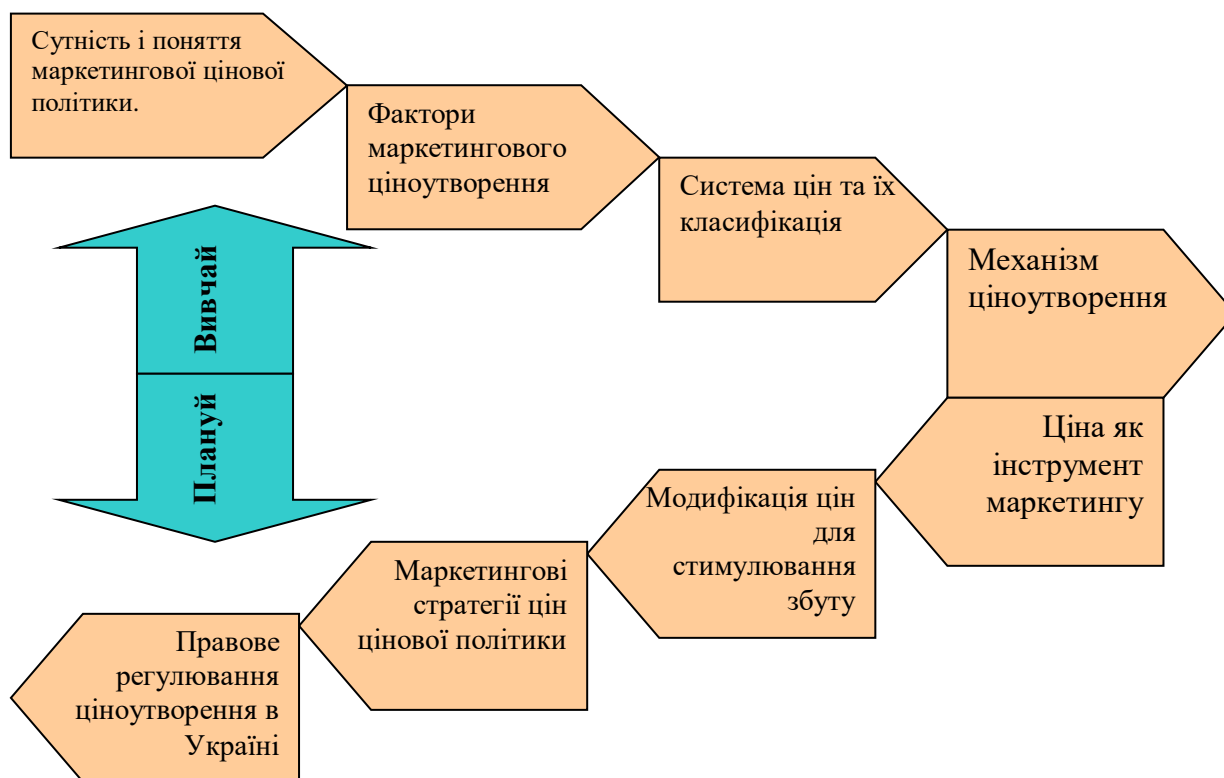 Сутність і поняття
маркетингової цінової
політики.
Фактори
маркетингового
ціноутворення
Система цін та їх
класифікація
Механізм
ціноутворення
Вивчай
Плануй
Ціна як
інструмент
маркетингу
Модифікація цін
для
стимулювання
збуту
Маркетингові
стратегії цін
цінової політики
Правове
регулювання
ціноутворення в
Україні